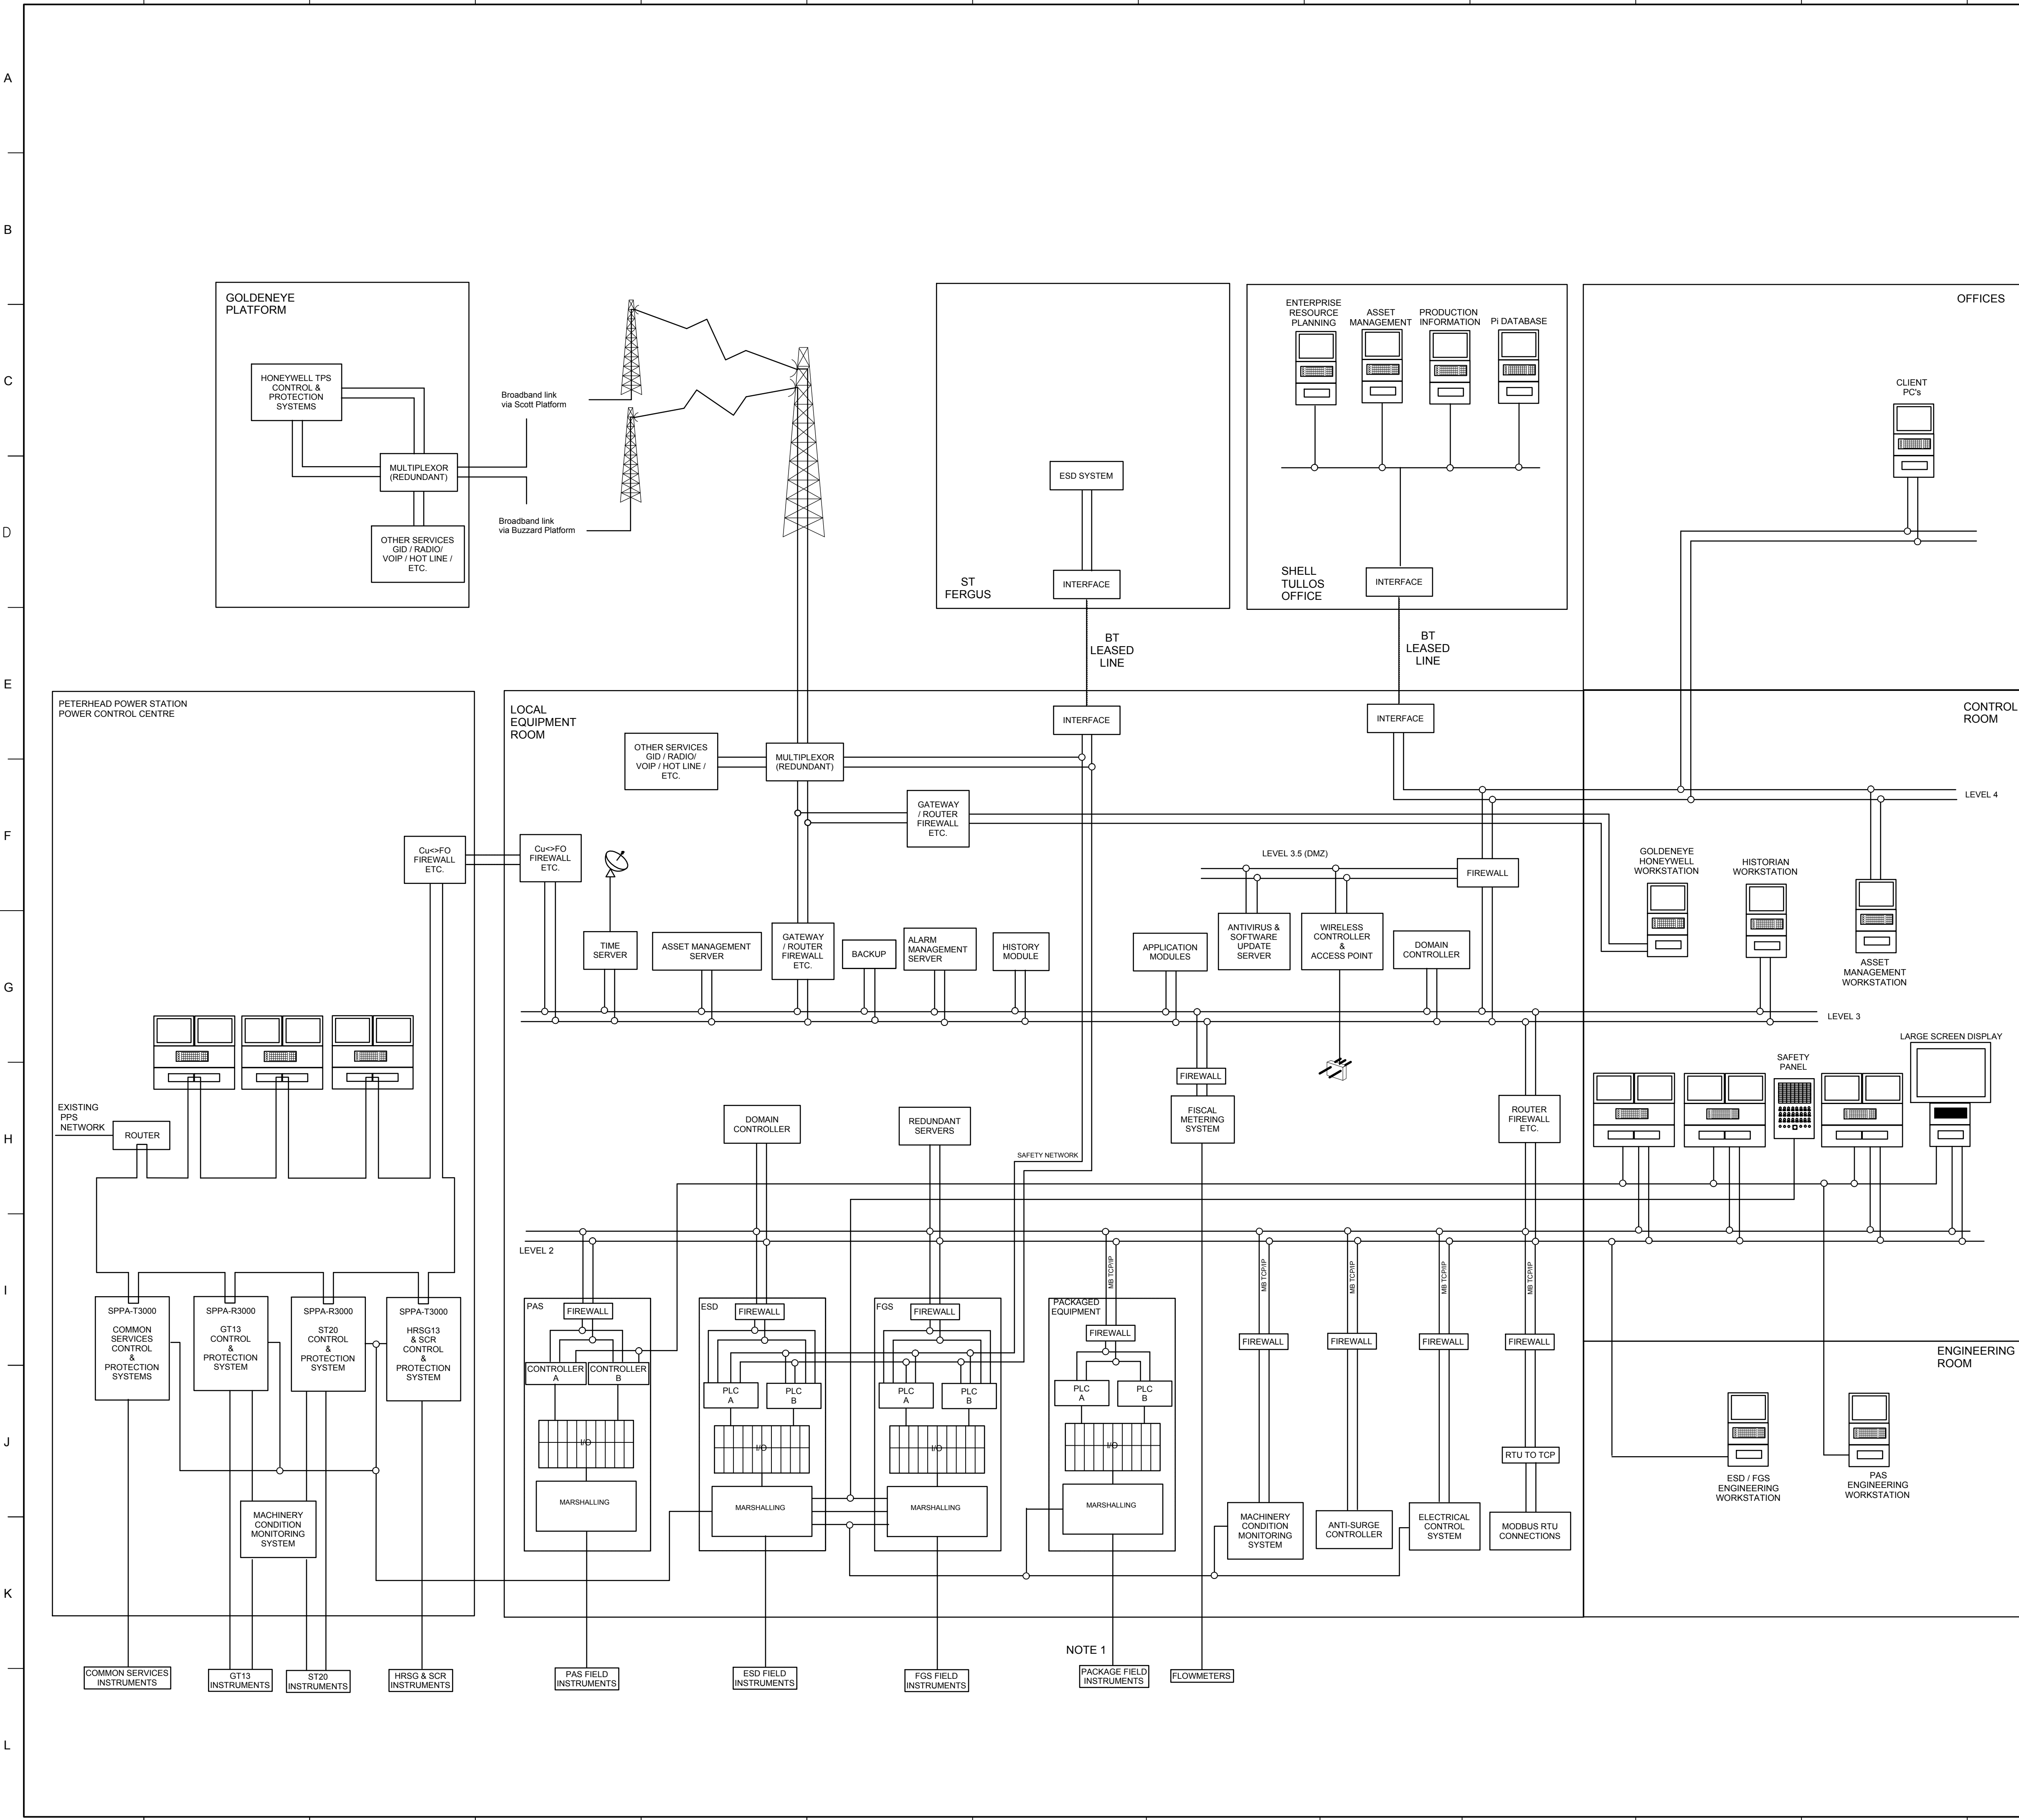 A
B
C
D
E
F
G
H
I
J
K
L
GOLDENEYE
PLATFORM
HONEYWELL TPS
CONTROL &
PROTECTION
SYSTEMS
MULTIPLEXOR
(REDUNDANT)
OTHER SERVICES
GID / RADIO/
VOIP / HOT LINE /
ETC.
Broadband link
via Scott Platform
Broadband link
via Buzzard Platform
ESD SYSTEM
INTERFACE
ST
FERGUS
BT
LEASED
LINE
ENTERPRISE
RESOURCE
PLANNING
ASSET
MANAGEMENT
PRODUCTION
INFORMATION
Pi DATABASE
SHELL
TULLOS
OFFICE
INTERFACE
BT
LEASED
LINE
OFFICES
CLIENT
PC's
PETERHEAD POWER STATION
POWER CONTROL CENTRE
Cu<>FO
FIREWALL
ETC.
EXISTING
PPS
NETWORK
ROUTER
SPPA-T3000
COMMON
SERVICES
CONTROL
&
PROTECTION
SYSTEMS
SPPA-R3000
GT13
CONTROL
&
PROTECTION
SYSTEM
SPPA-R3000
ST20
CONTROL
&
PROTECTION
SYSTEM
SPPA-T3000
HRSG13
& SCR
CONTROL
&
PROTECTION
SYSTEM
MACHINERY
CONDITION
MONITORING
SYSTEM
COMMON SERVICES
INSTRUMENTS
GT13
INSTRUMENTS
ST20
INSTRUMENTS
HRSG & SCR
INSTRUMENTS
LOCAL
EQUIPMENT
ROOM
OTHER SERVICES
GID / RADIO/
VOIP / HOT LINE /
ETC.
MULTIPLEXOR
(REDUNDANT)
INTERFACE
INTERFACE
GATEWAY
/ ROUTER
FIREWALL
ETC.
Cu<>FO
FIREWALL
ETC.
LEVEL 3.5 (DMZ)
FIREWALL
TIME
SERVER
ASSET MANAGEMENT
SERVER
GATEWAY
/ ROUTER
FIREWALL
ETC.
BACKUP
ALARM
MANAGEMENT
SERVER
HISTORY
MODULE
APPLICATION
MODULES
ANTIVIRUS &
SOFTWARE
UPDATE
SERVER
WIRELESS
CONTROLLER
&
ACCESS POINT
DOMAIN
CONTROLLER
FIREWALL
FISCAL
METERING
SYSTEM
ROUTER
FIREWALL
ETC.
DOMAIN
CONTROLLER
REDUNDANT
SERVERS
SAFETY NETWORK
LEVEL 2
PAS
FIREWALL
CONTROLLER
A
CONTROLLER
B
I/O
MARSHALLING
PAS FIELD
INSTRUMENTS
ESD
FIREWALL
PLC
A
PLC
B
I/O
MARSHALLING
ESD FIELD
INSTRUMENTS
FGS
FIREWALL
PLC
A
PLC
B
I/O
MARSHALLING
FGS FIELD
INSTRUMENTS
MB TCP/IP
PACKAGED
EQUIPMENT
FIREWALL
PLC
A
PLC
B
I/O
MARSHALLING
NOTE 1
PACKAGE FIELD
INSTRUMENTS
FLOWMETERS
MB TCP/IP
FIREWALL
MACHINERY
CONDITION
MONITORING
SYSTEM
MB TCP/IP
FIREWALL
ANTI-SURGE
CONTROLLER
MB TCP/IP
FIREWALL
ELECTRICAL
CONTROL
SYSTEM
MB TCP/IP
FIREWALL
RTU TO TCP
MODBUS RTU
CONNECTIONS
CONTROL
ROOM
LEVEL 4
GOLDENEYE
HONEYWELL
WORKSTATION
HISTORIAN
WORKSTATION
ASSET
MANAGEMENT
WORKSTATION
LEVEL 3
LARGE SCREEN DISPLAY
SAFETY
PANEL
ENGINEERING
ROOM
ESD / FGS
ENGINEERING
WORKSTATION
PAS
ENGINEERING
WORKSTATION